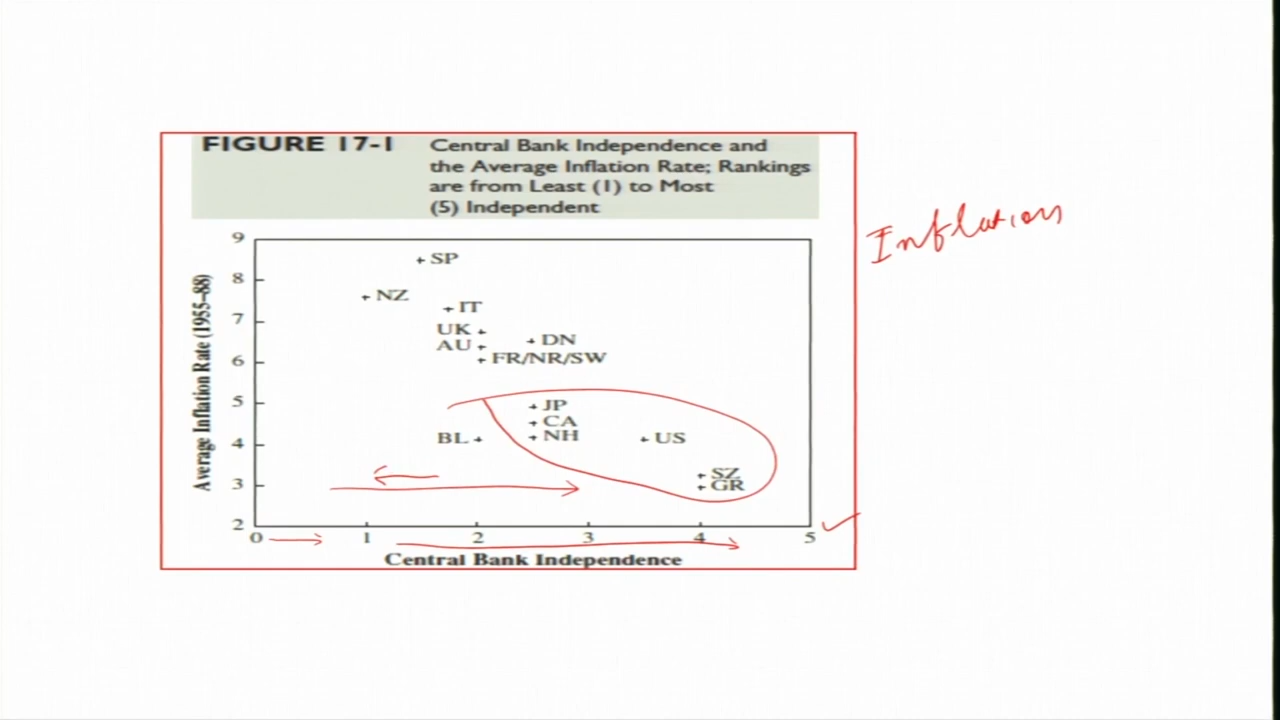 FIGURE 17-1
Central Bank Independence and
the Average Inflation Rate; Rankings
are from Least (1) to Most
(5) Independent
Inflation
9
SP
8
NZ
IT
7
UK
DN
AU
FR/NR/SW
6
5
JP
CA
BL
NH
US
4
SZ
3
GR
2
Average Inflation Rate (1955–88)
0 1 2 3 4 5
Central Bank Independence